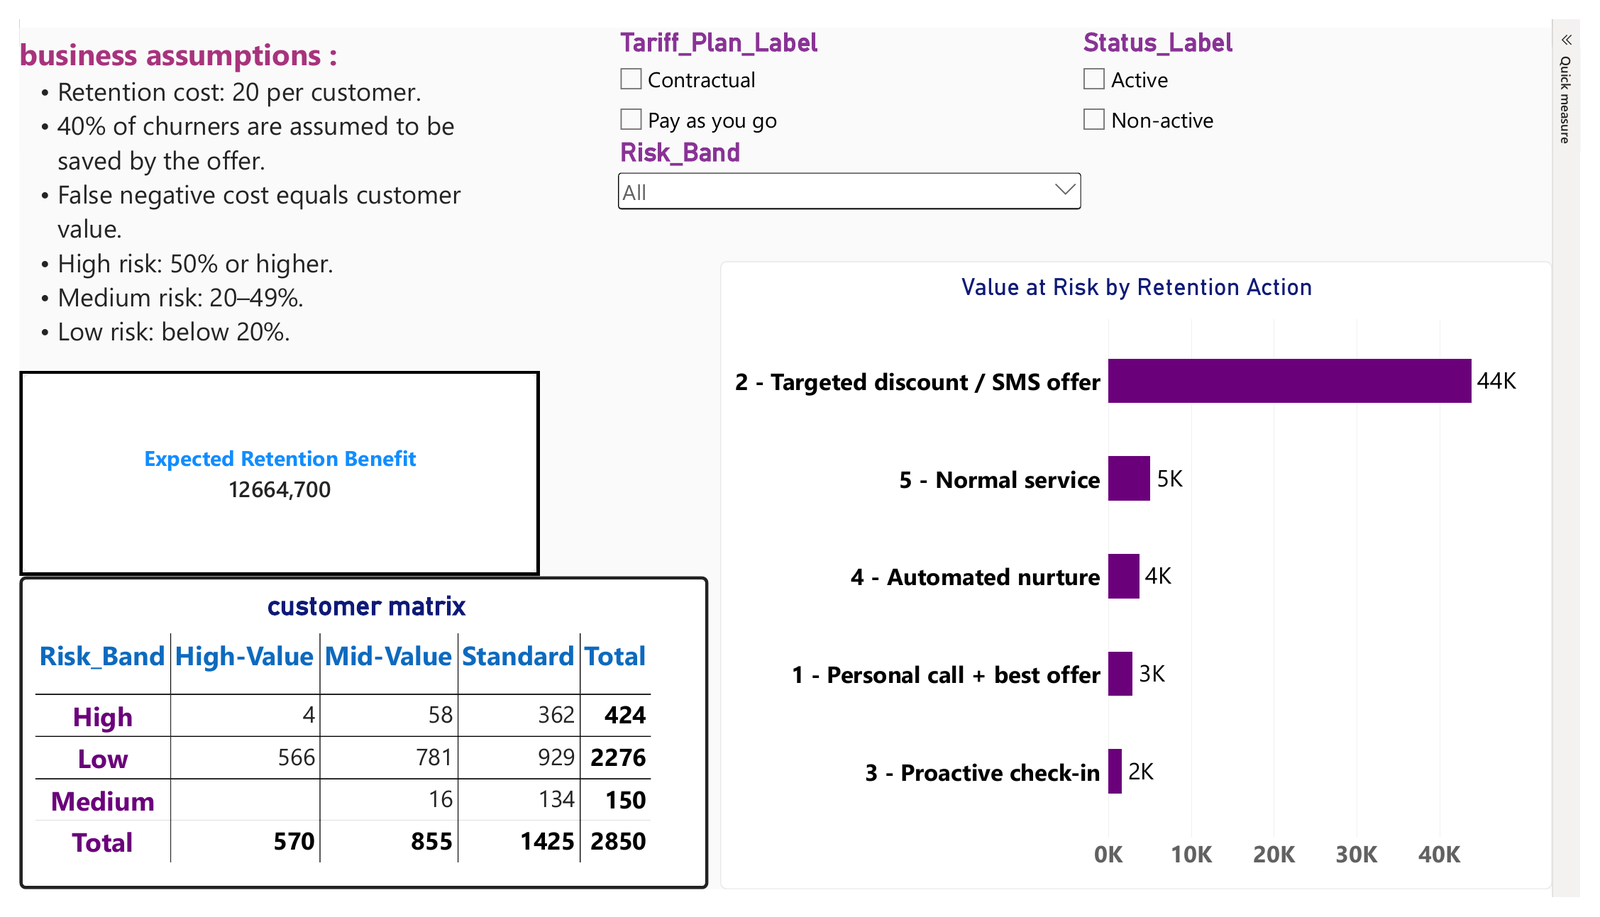 business assumptions :
• Retention cost: 20 per customer.
• 40% of churners are assumed to be
saved by the offer.
• False negative cost equals customer
value.
• High risk: 50% or higher.
• Medium risk: 20–49%.
• Low risk: below 20%.
Tariff_Plan_Label
Contractual
Pay as you go
Status_Label
Active
Non-active
Risk_Band
All
Quick measure
Expected Retention Benefit
12664,700
customer matrix
Risk_Band High-Value Mid-Value Standard Total
High 4 58 362 424
Low 566 781 929 2276
Medium 16 134 150
Total 570 855 1425 2850
Value at Risk by Retention Action
2 - Targeted discount / SMS offer 44K
5 - Normal service 5K
4 - Automated nurture 4K
1 - Personal call + best offer 3K
3 - Proactive check-in 2K
0K 10K 20K 30K 40K